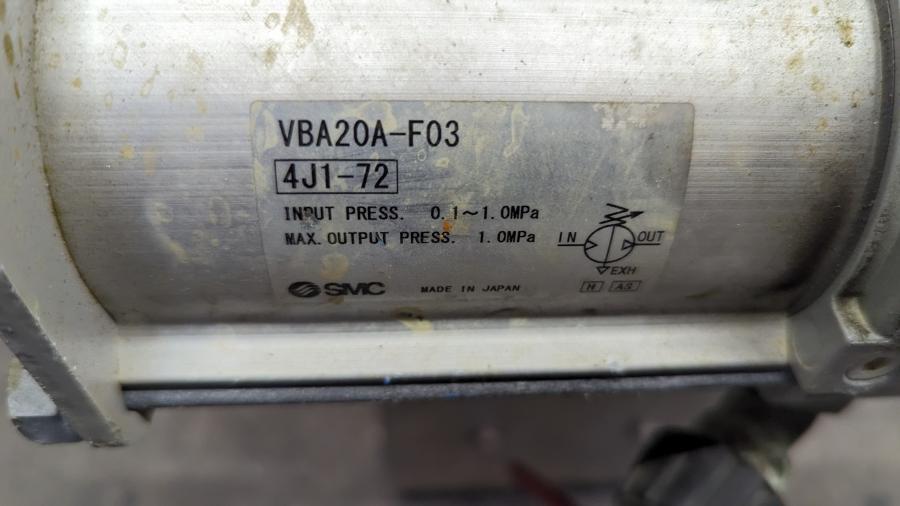 VBA20A-F03
4J1-72
INPUT PRESS. 0.1～1.0MPa
MAX. OUTPUT PRESS. 1.0MPa
IN OUT
EXH
SMC MADE IN JAPAN N AS